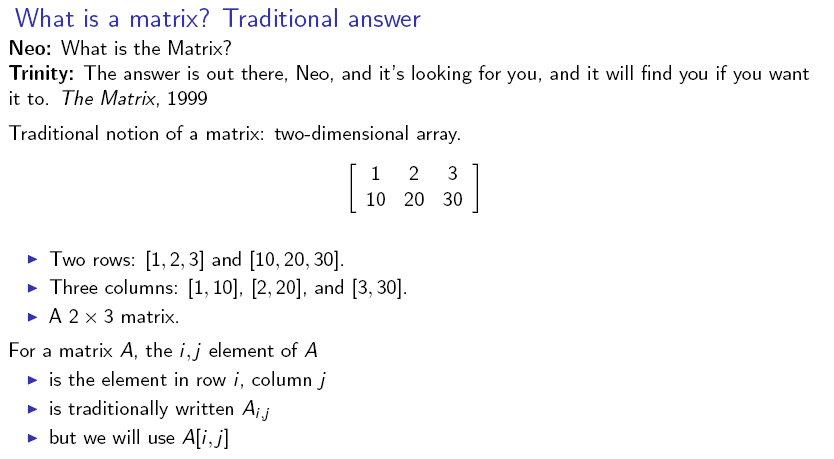 What is a matrix? Traditional answer
Neo: What is the Matrix?
Trinity: The answer is out there, Neo, and it's looking for you, and it will find you if you want
it to. The Matrix, 1999
Traditional notion of a matrix: two-dimensional array.
1 2 3
10 20 30
Two rows: [1, 2, 3] and [10, 20, 30].
Three columns: [1, 10], [2, 20], and [3, 30].
A 2 × 3 matrix.
For a matrix A, the i, j element of A
is the element in row i, column j
is traditionally written A_{i,j}
but we will use A[i, j]